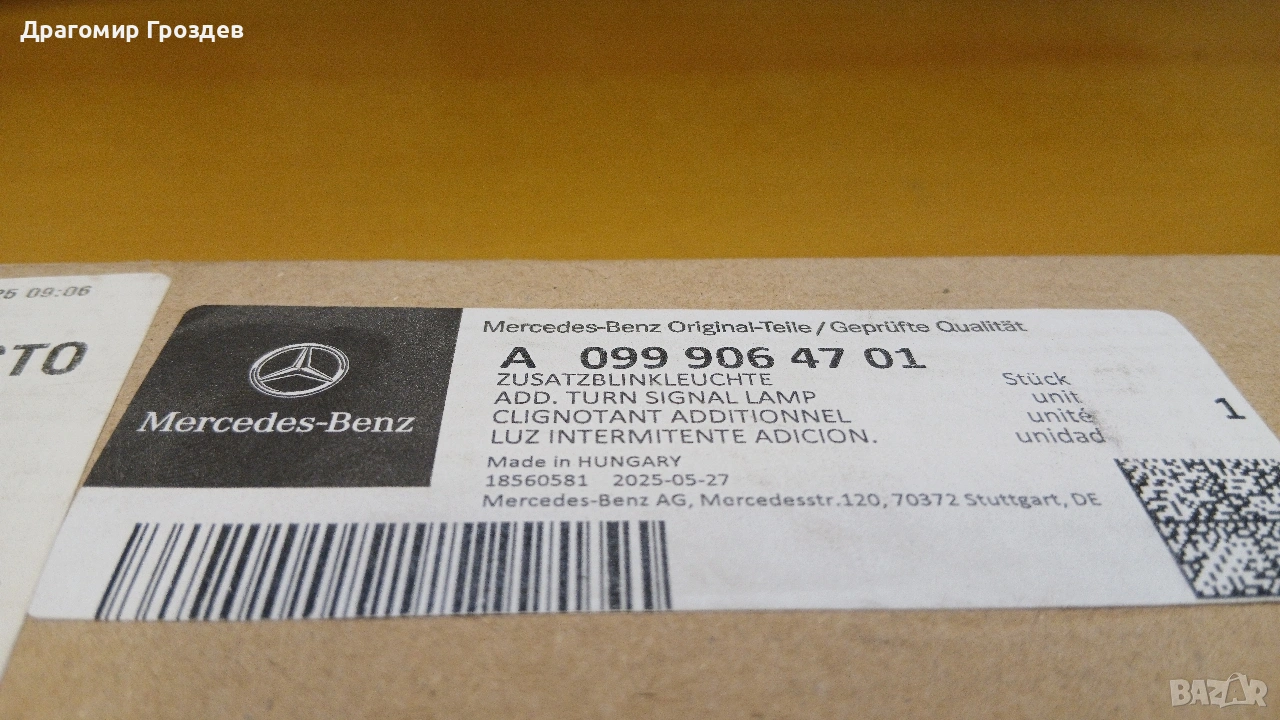 Драгомир Гроздев
25 09:06
СТО
Mercedes-Benz
Mercedes-Benz Original-Teile / Geprüfte Qualität
A 099 906 47 01
ZUSATZBLINKLEUCHTE Stück
ADD. TURN SIGNAL LAMP unit
CLIGNOTANT ADDITIONNEL unité 1
LUZ INTERMITENTE ADICION. unidad
Made in HUNGARY
18560581 2025-05-27
Mercedes-Benz AG, Mercedesstr.120, 70372 Stuttgart, DE
BAZAR